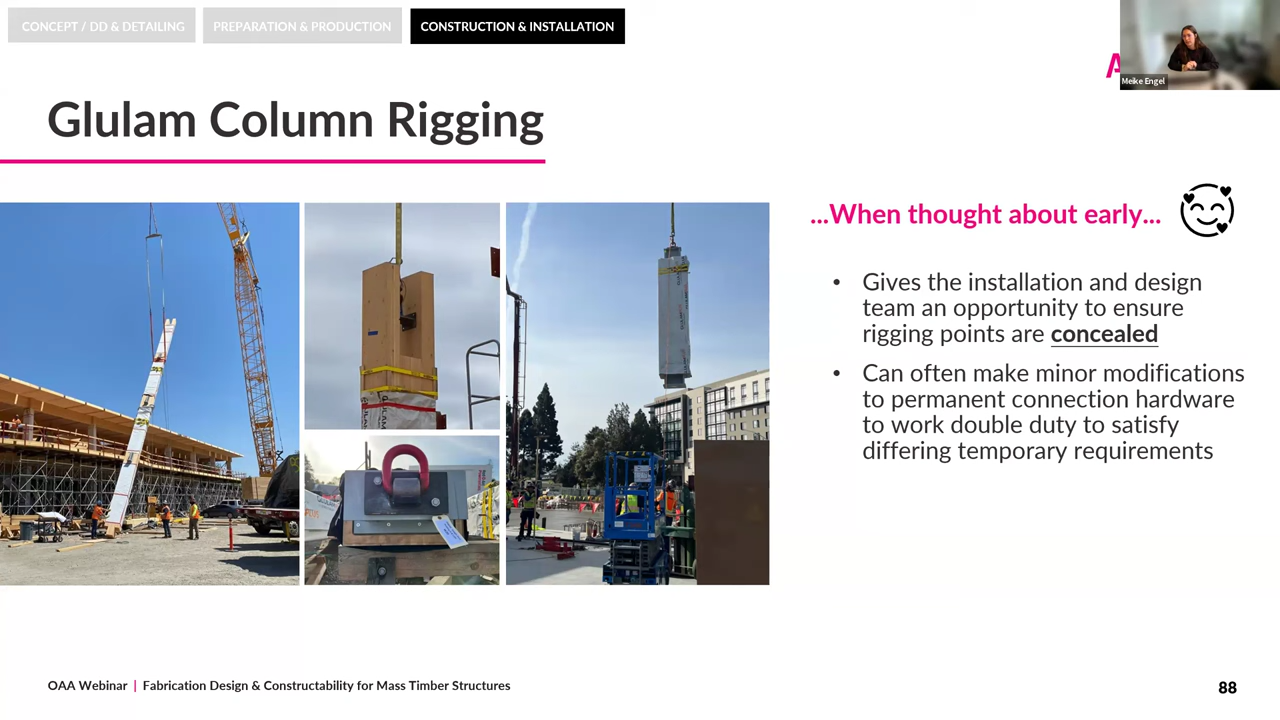 CONCEPT / DD & DETAILING
PREPARATION & PRODUCTION
CONSTRUCTION & INSTALLATION
A
Meike Engel
Glulam Column Rigging
...When thought about early...
• Gives the installation and design
team an opportunity to ensure
rigging points are concealed
• Can often make minor modifications
to permanent connection hardware
to work double duty to satisfy
differing temporary requirements
OAA Webinar | Fabrication Design & Constructability for Mass Timber Structures
88